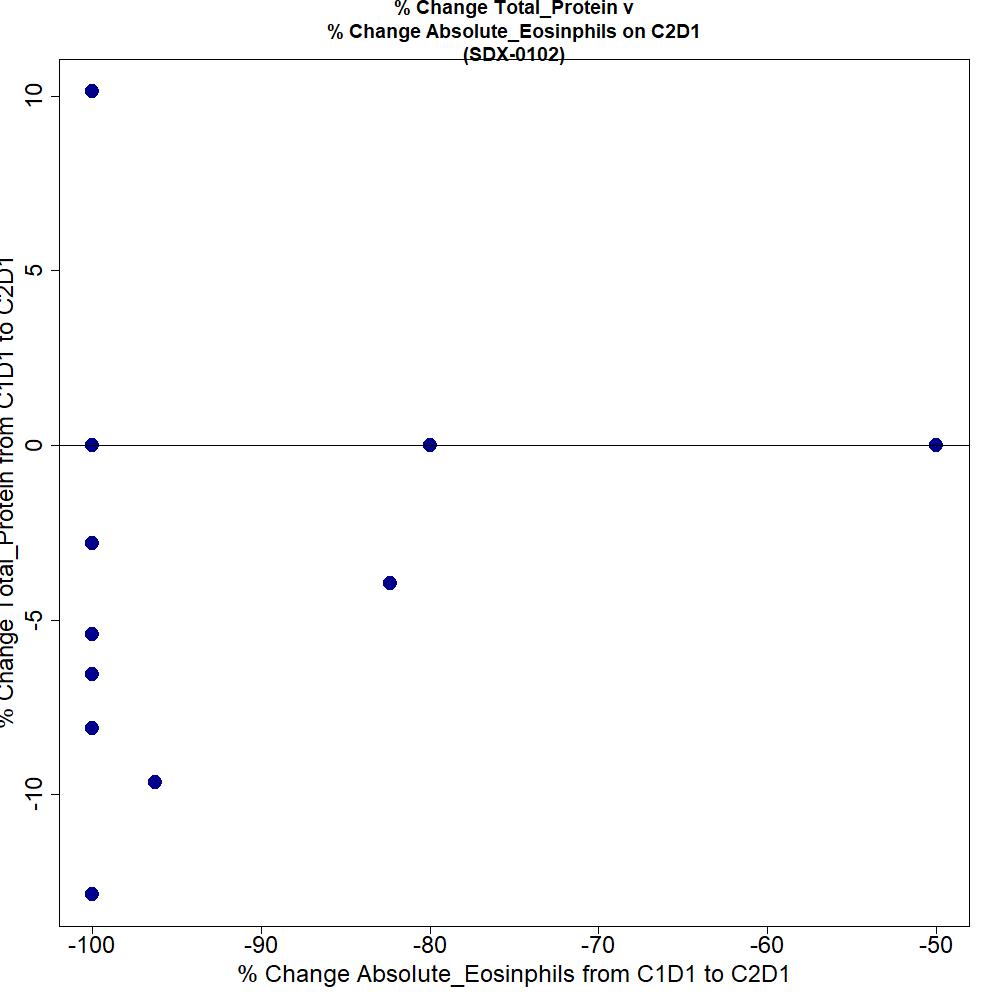 % Change Total_Protein v
% Change Absolute_Eosinphils on C2D1
(SDX-0102)
% Change Total_Protein from C1D1 to C2D1
10
5
0
-5
-10
-100
-90
-80
-70
-60
-50
% Change Absolute_Eosinphils from C1D1 to C2D1